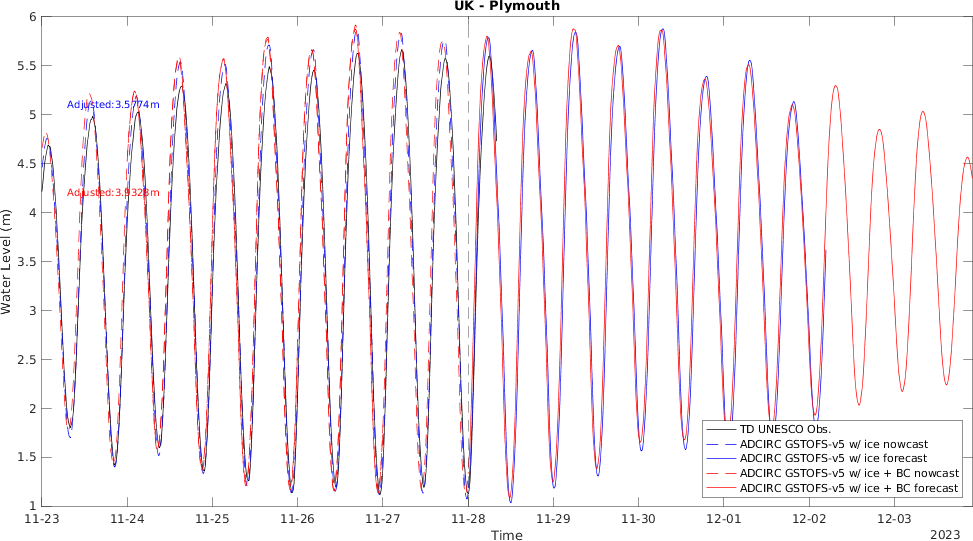 UK - Plymouth
6
5.5
5
4.5
4
3.5
3
2.5
2
1.5
1
Water Level (m)
Adjusted:3.5774m
Adjusted:3.9328m
TD UNESCO Obs.
ADCIRC GSTOFS-v5 w/ ice nowcast
ADCIRC GSTOFS-v5 w/ ice forecast
ADCIRC GSTOFS-v5 w/ ice + BC nowcast
ADCIRC GSTOFS-v5 w/ ice + BC forecast
11-23 11-24 11-25 11-26 11-27 11-28 11-29 11-30 12-01 12-02 12-03
Time
2023